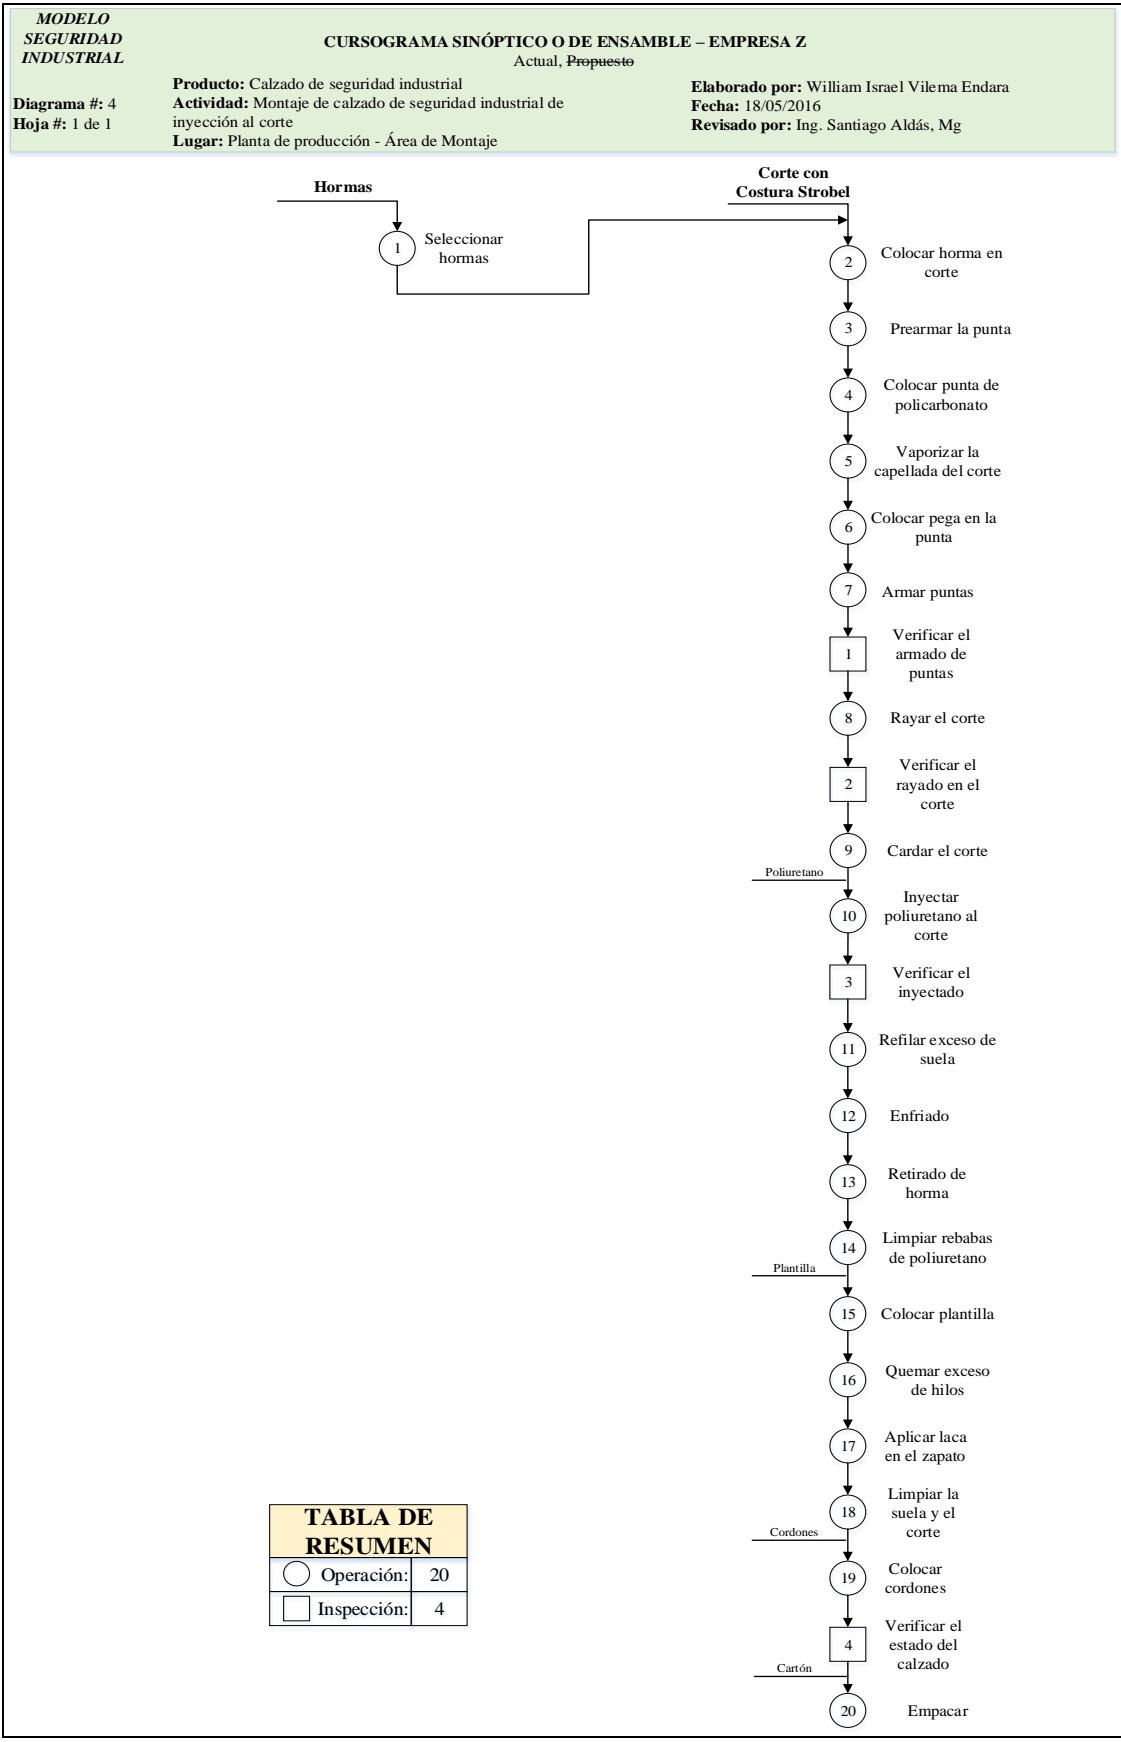 MODELO
SEGURIDAD
INDUSTRIAL
Diagrama #: 4
Hoja #: 1 de 1
CURSOGRAMA SINÓPTICO O DE ENSAMBLE – EMPRESA Z
Actual, Propuesto
Producto: Calzado de seguridad industrial
Actividad: Montaje de calzado de seguridad industrial de
inyección al corte
Lugar: Planta de producción - Área de Montaje
Elaborado por: William Israel Vilema Endara
Fecha: 18/05/2016
Revisado por: Ing. Santiago Aldás, Mg
Hormas
1
Seleccionar
hormas
Corte con
Costura Strobel
2
Colocar horma en
corte
3
Prearmar la punta
4
Colocar punta de
policarbonato
5
Vaporizar la
capellada del corte
6
Colocar pega en la
punta
7
Armar puntas
1
Verificar el
armado de
puntas
8
Rayar el corte
2
Verificar el
rayado en el
corte
9
Cardar el corte
Poliuretano
10
Inyectar
poliuretano al
corte
3
Verificar el
inyectado
11
Refilar exceso de
suela
12
Enfriado
13
Retirado de
horma
14
Limpiar rebabas
de poliuretano
Plantilla
15
Colocar plantilla
16
Quemar exceso
de hilos
17
Aplicar laca
en el zapato
18
Limpiar la
suela y el
corte
Cordones
19
Colocar
cordones
4
Verificar el
estado del
calzado
Cartón
20
Empacar
TABLA DE
RESUMEN
Operación: 20
Inspección: 4